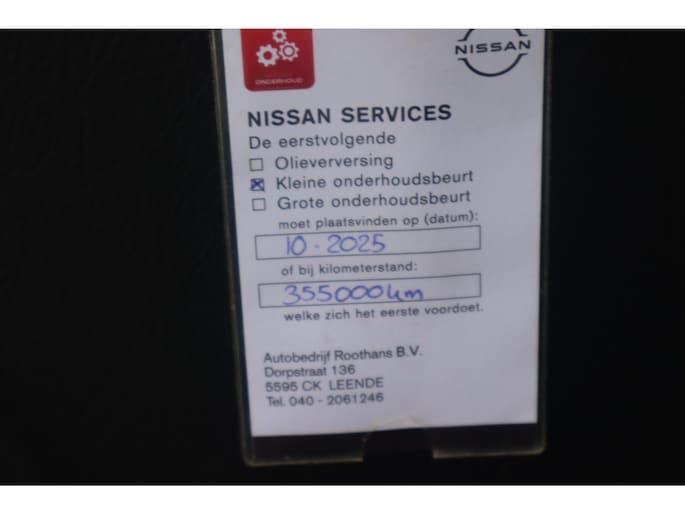 ONDERHOUD
NISSAN
NISSAN SERVICES
De eerstvolgende
Olieverversing
Kleine onderhoudsbeurt
Grote onderhoudsbeurt
moet plaatsvinden op (datum):
10-2025
of bij kilometerstand:
355000km
welke zich het eerste voordoet.
Autobedrijf Roothans B.V.
Dorpstraat 136
5595 CK LEENDE
Tel. 040 - 2061246